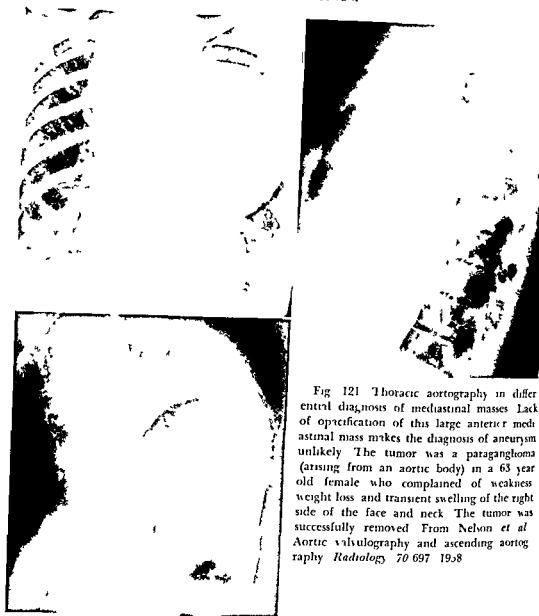 Fig 121 Thoracic aortography in differ
ential diagnosis of mediastinal masses Lack
of opacification of this large anterior medi
astinal mass makes the diagnosis of aneurysm
unlikely The tumor was a paraganglioma
(arising from an aortic body) in a 63 year
old female who complained of weakness
weight loss and transient swelling of the right
side of the face and neck The tumor was
successfully removed From Nelson et al
Aortic valvulography and ascending aortog
raphy Radiology 70 697 1958